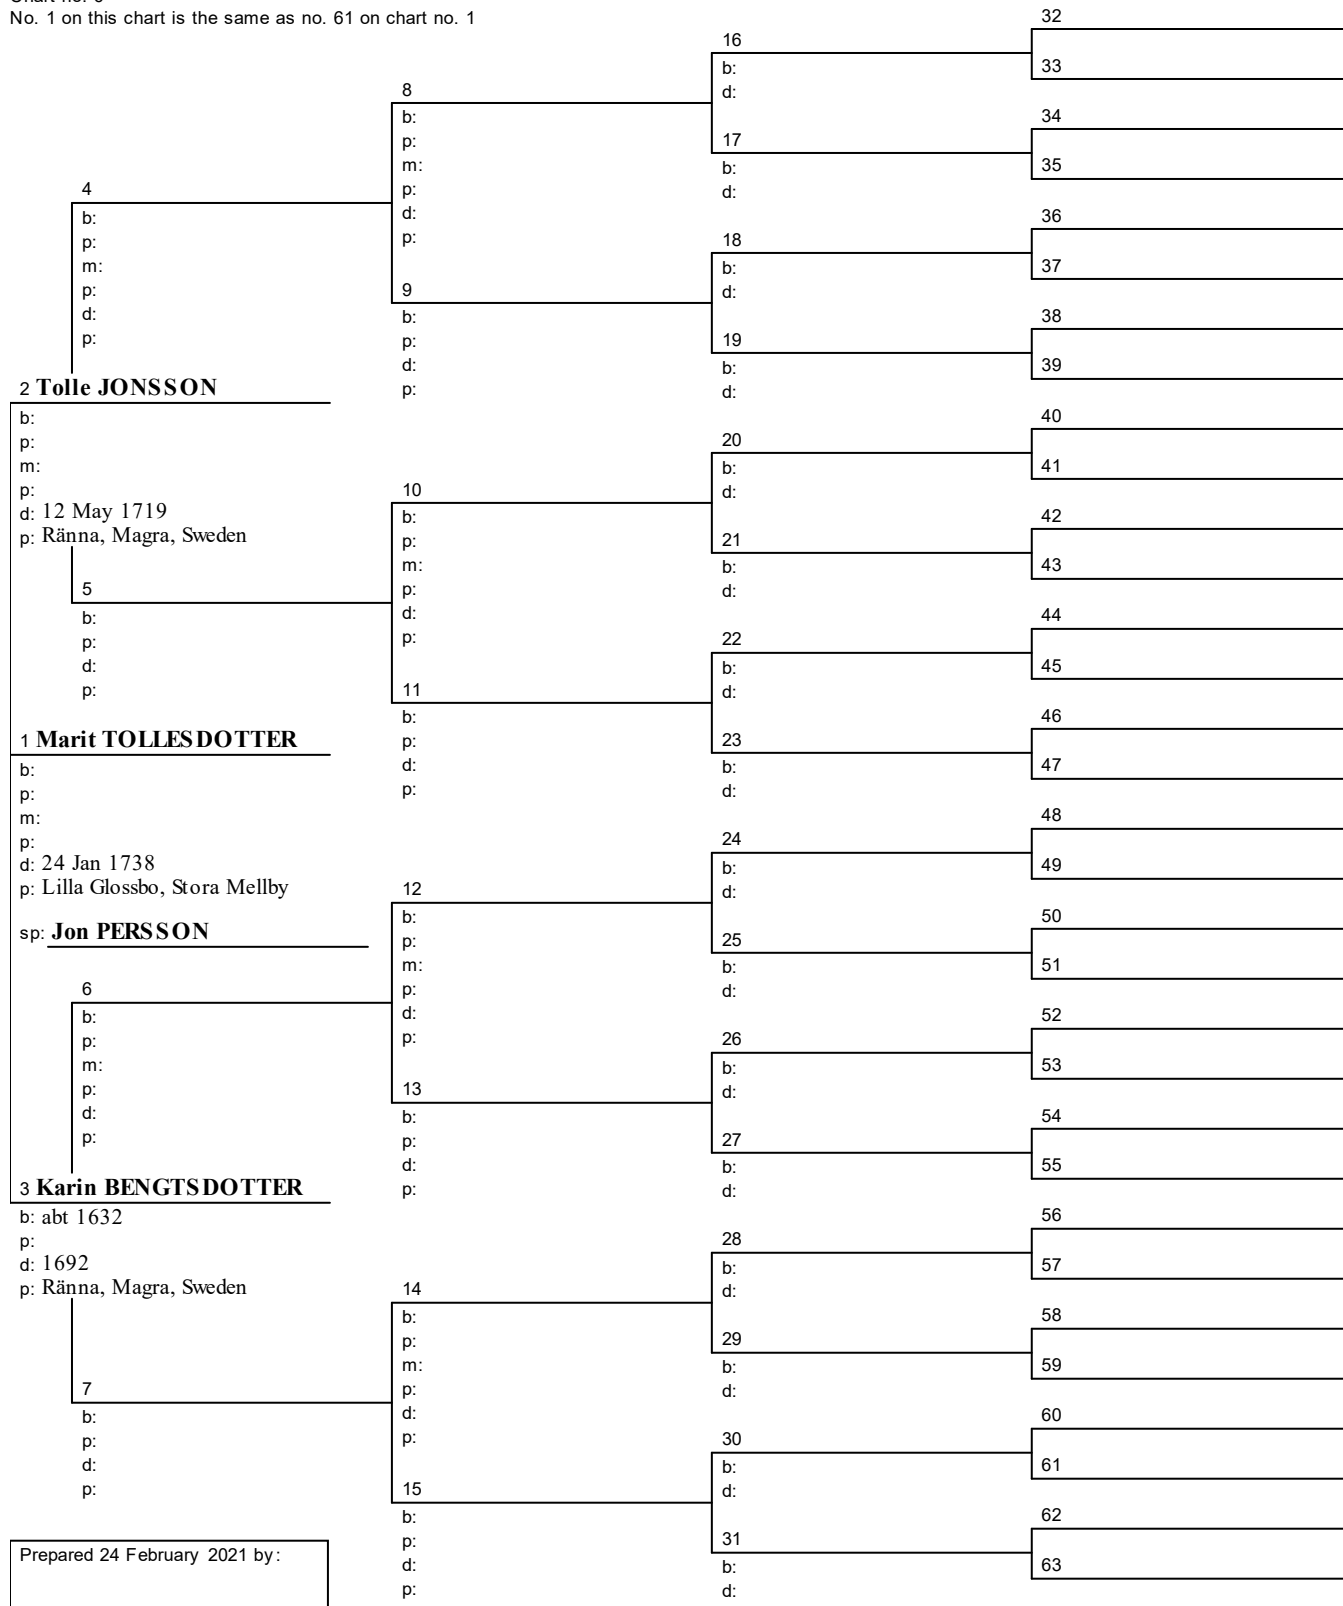 No. 1 on this chart is the same as no. 61 on chart no. 1
32
16
b:
33
d:
8
b:
34
p:
17
m:
b:
35
4
p:
d:
b:
d:
36
p:
p:
18
m:
b:
37
p:
9
d:
d:
b:
38
p:
p:
19
d:
b:
39
2 Tolle JONSSON
p:
d:
b:
40
p:
20
m:
b:
41
p:
10
d:
d: 12 May 1719
b:
42
p: Ränna, Magra, Sweden
p:
21
m:
b:
43
5
p:
d:
b:
d:
44
p:
p:
22
d:
b:
45
p:
11
d:
b:
46
1 Marit TOLLESDOTTER
p:
23
b:
d:
b:
47
p:
p:
d:
m:
48
p:
24
d: 24 Jan 1738
b:
49
p: Lilla Glossbo, Stora Mellby
12
d:
b:
50
sp: Jon PERSSON
p:
25
m:
b:
51
6
p:
d:
b:
d:
52
p:
p:
26
m:
b:
53
p:
13
d:
d:
b:
54
p:
p:
27
d:
b:
55
3 Karin BENGTSDOTTER
p:
d:
b: abt 1632
56
p:
28
d: 1692
b:
57
p: Ränna, Magra, Sweden
14
d:
b:
58
p:
29
m:
b:
59
7
p:
d:
b:
d:
60
p:
p:
30
d:
b:
61
p:
15
d:
b:
62
Prepared 24 February 2021 by:
p:
31
d:
b:
63
p:
d: